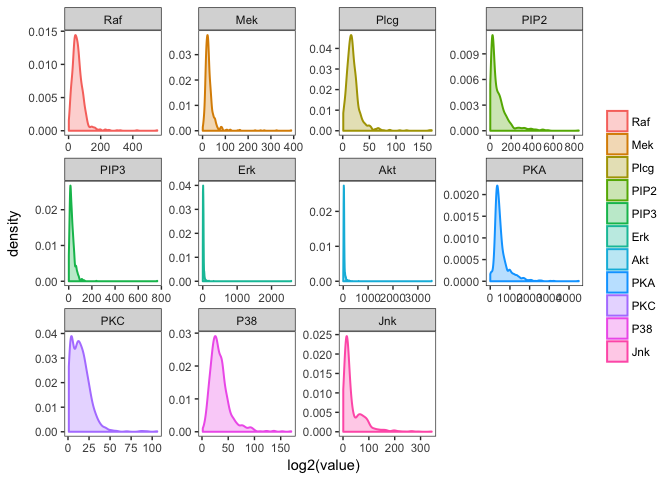 Raf Mek Plcg PIP2
0.015 0.010 0.005 0.000
0.03 0.02 0.01 0.00
0.04 0.03 0.02 0.01 0.00
0.009 0.006 0.003 0.000
0 200 400
0 100 200 300 400
0 50 100 150
0 200 400 600 800
PIP3 Erk Akt PKA
0.02 0.01 0.00
0.04 0.03 0.02 0.01 0.00
0.02 0.01 0.00
0.0020 0.0015 0.0010 0.0005 0.0000
0 200 400 600 800
0 1000 2000
0 1000 2000 3000
0 1000 2000 3000 4000
PKC P38 Jnk
0.04 0.03 0.02 0.01 0.00
0.03 0.02 0.01 0.00
0.025 0.020 0.015 0.010 0.005 0.000
0 25 50 75 100
0 50 100 150
0 100 200 300
log2(value)
density
Raf
Mek
Plcg
PIP2
PIP3
Erk
Akt
PKA
PKC
P38
Jnk